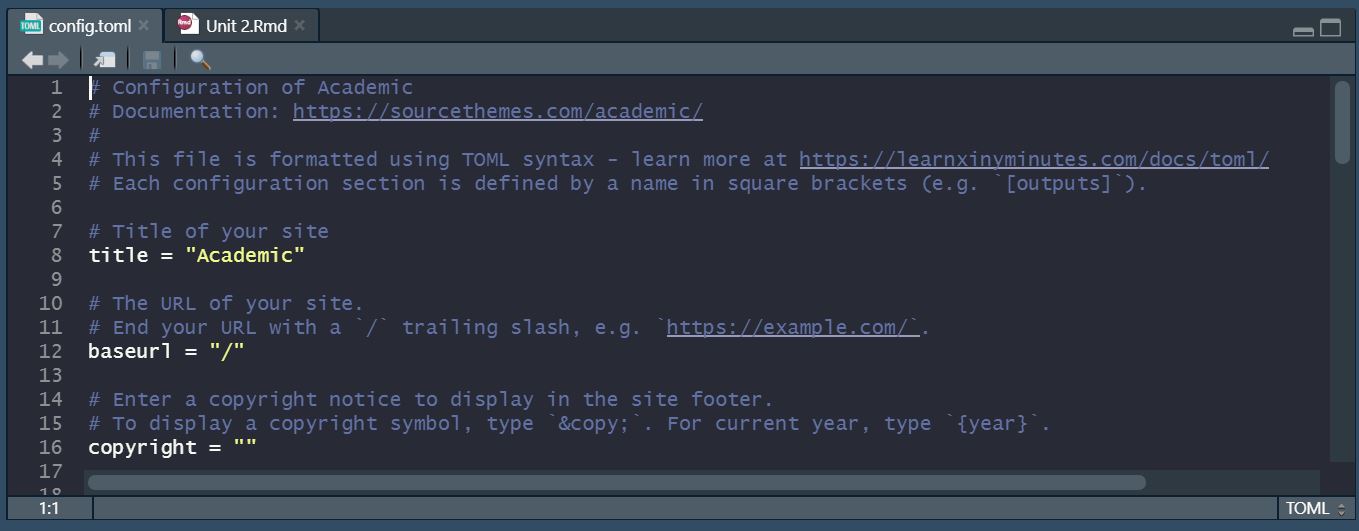 config.toml
Unit 2.Rmd
1 # Configuration of Academic
2 # Documentation: https://sourcethemes.com/academic/
3 #
4 # This file is formatted using TOML syntax - learn more at https://learnxinyminutes.com/docs/toml/
5 # Each configuration section is defined by a name in square brackets (e.g. `[outputs]`).
6
7 # Title of your site
8 title = "Academic"
9
10 # The URL of your site.
11 # End your URL with a `/` trailing slash, e.g. `https://example.com/`.
12 baseurl = "/"
13
14 # Enter a copyright notice to display in the site footer.
15 # To display a copyright symbol, type `&copy;`. For current year, type `{year}`.
16 copyright = ""
17
18
1:1
TOML